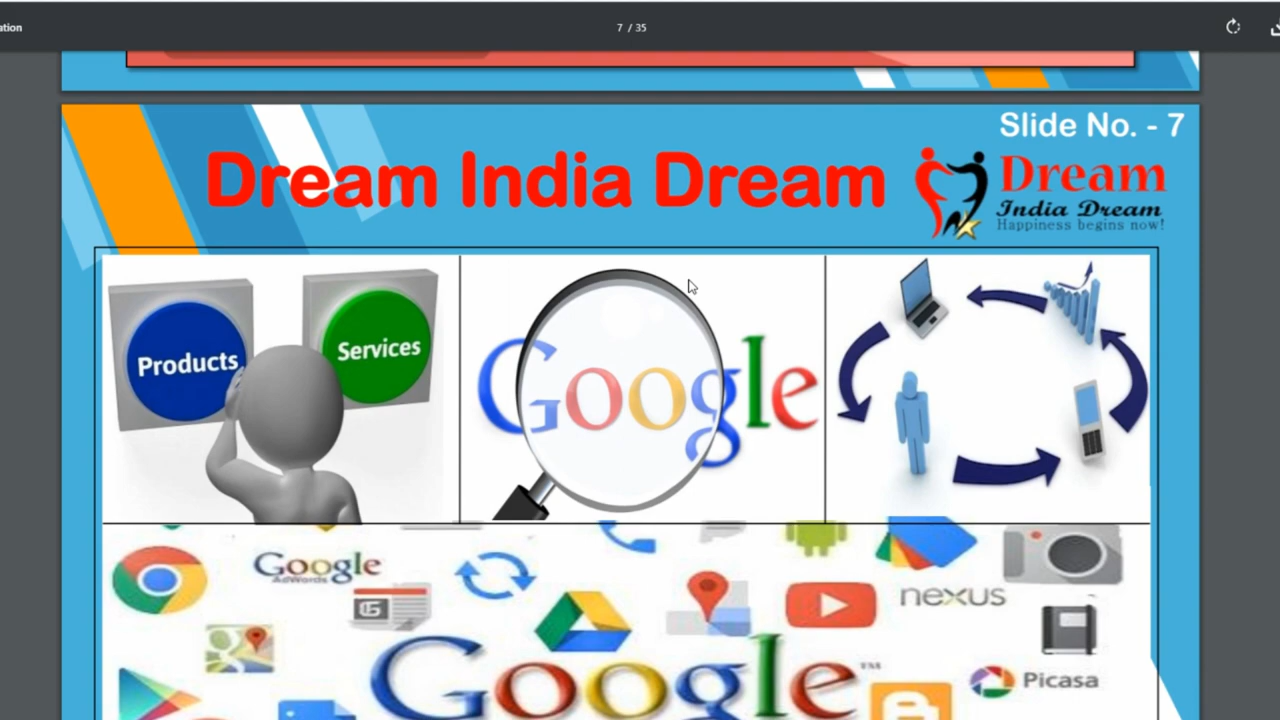 ation
7 / 35
Slide No. - 7
Dream India Dream
Dream
India Dream
Happiness begins now!
Products
Services
Google
Google
AdWords
G
nexus
Google™
Picasa